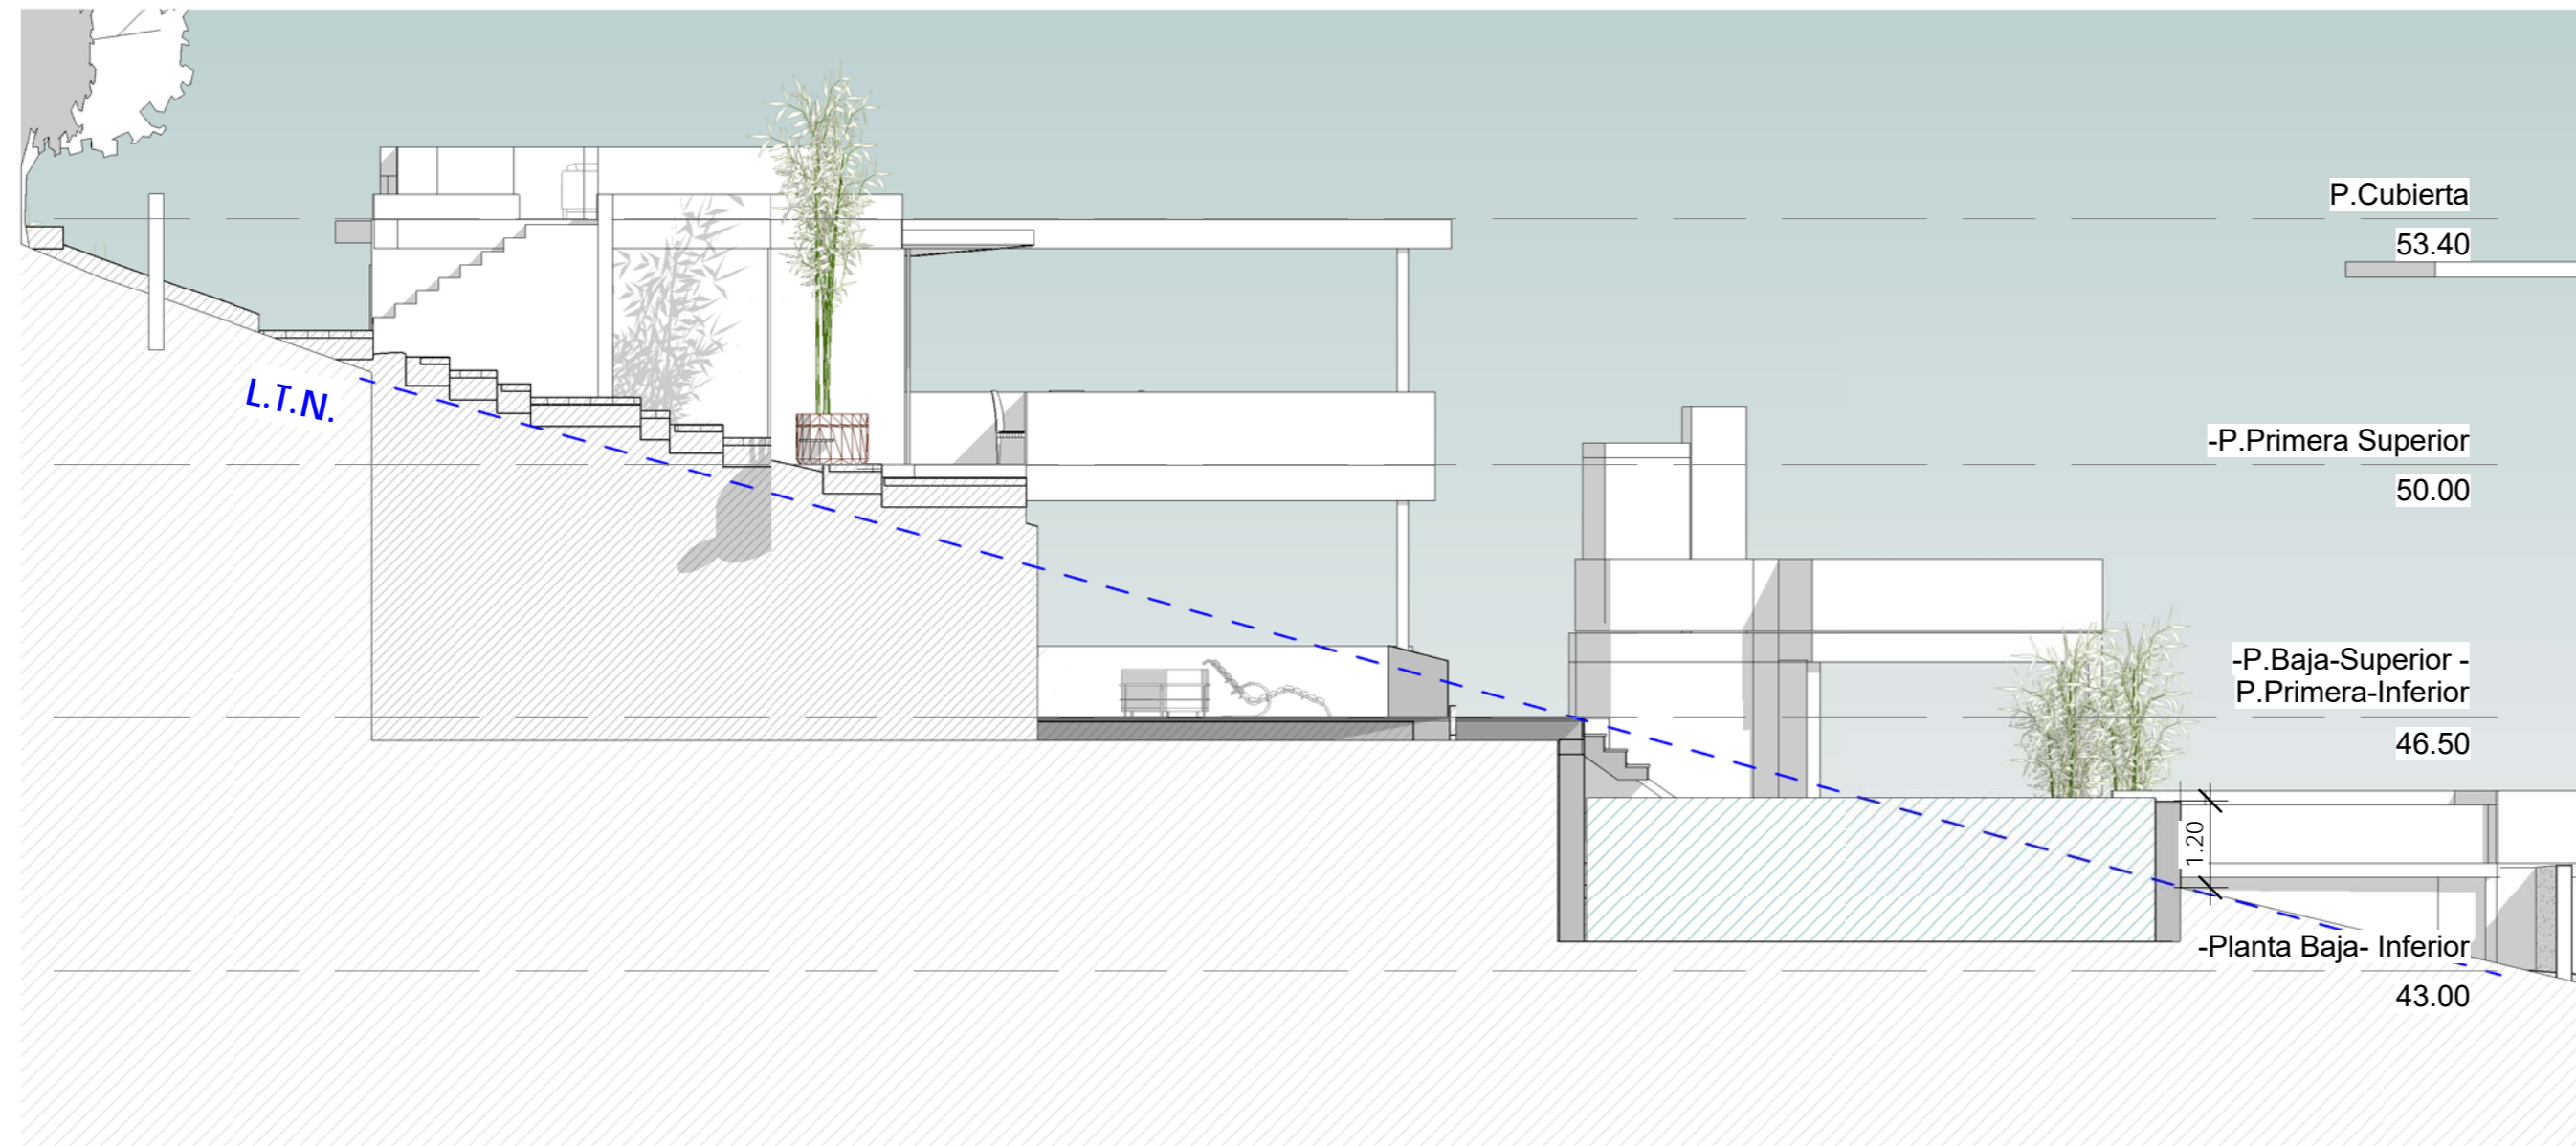 P.Cubierta
53.40
L.T.N.
-P.Primera Superior
50.00
-P.Baja-Superior -
P.Primera-Inferior
46.50
1.20
-Planta Baja- Inferior
43.00